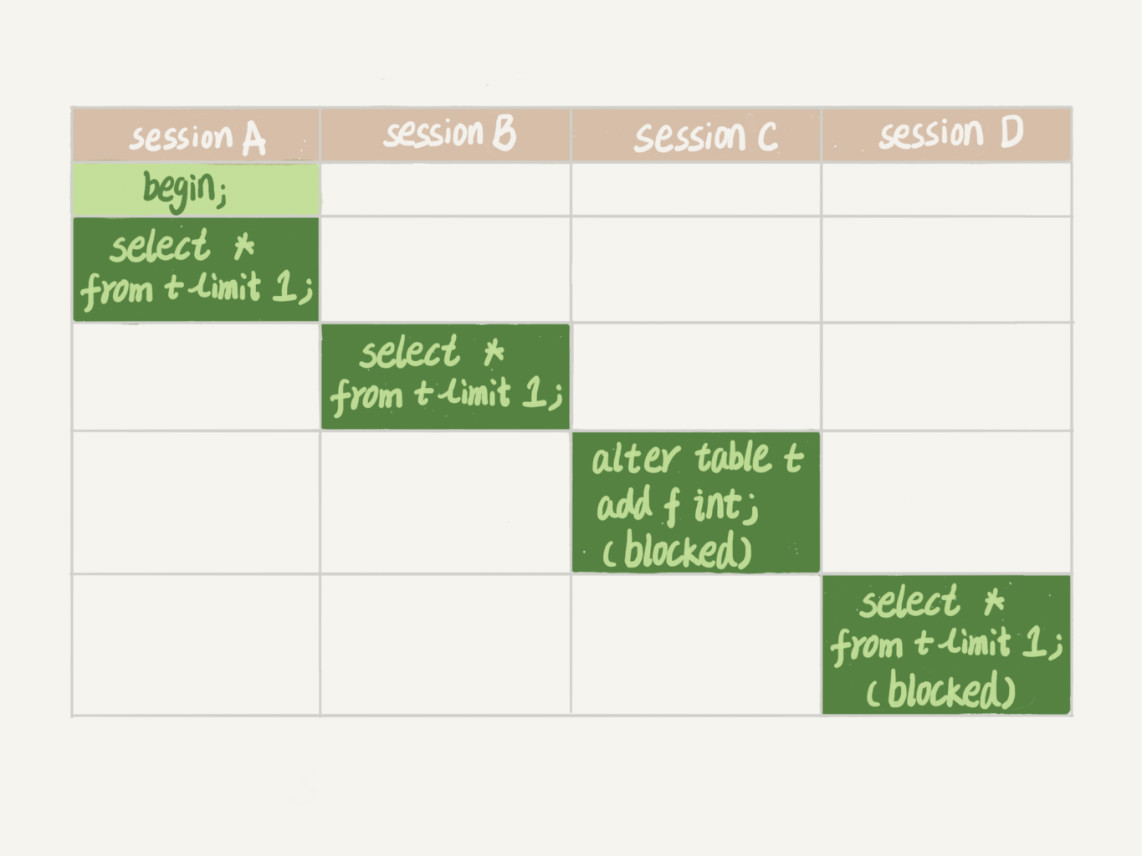 session A
session B
session C
session D
begin;
select *
from t limit 1;
select *
from t limit 1;
alter table t
add f int;
(blocked)
select *
from t limit 1;
(blocked)